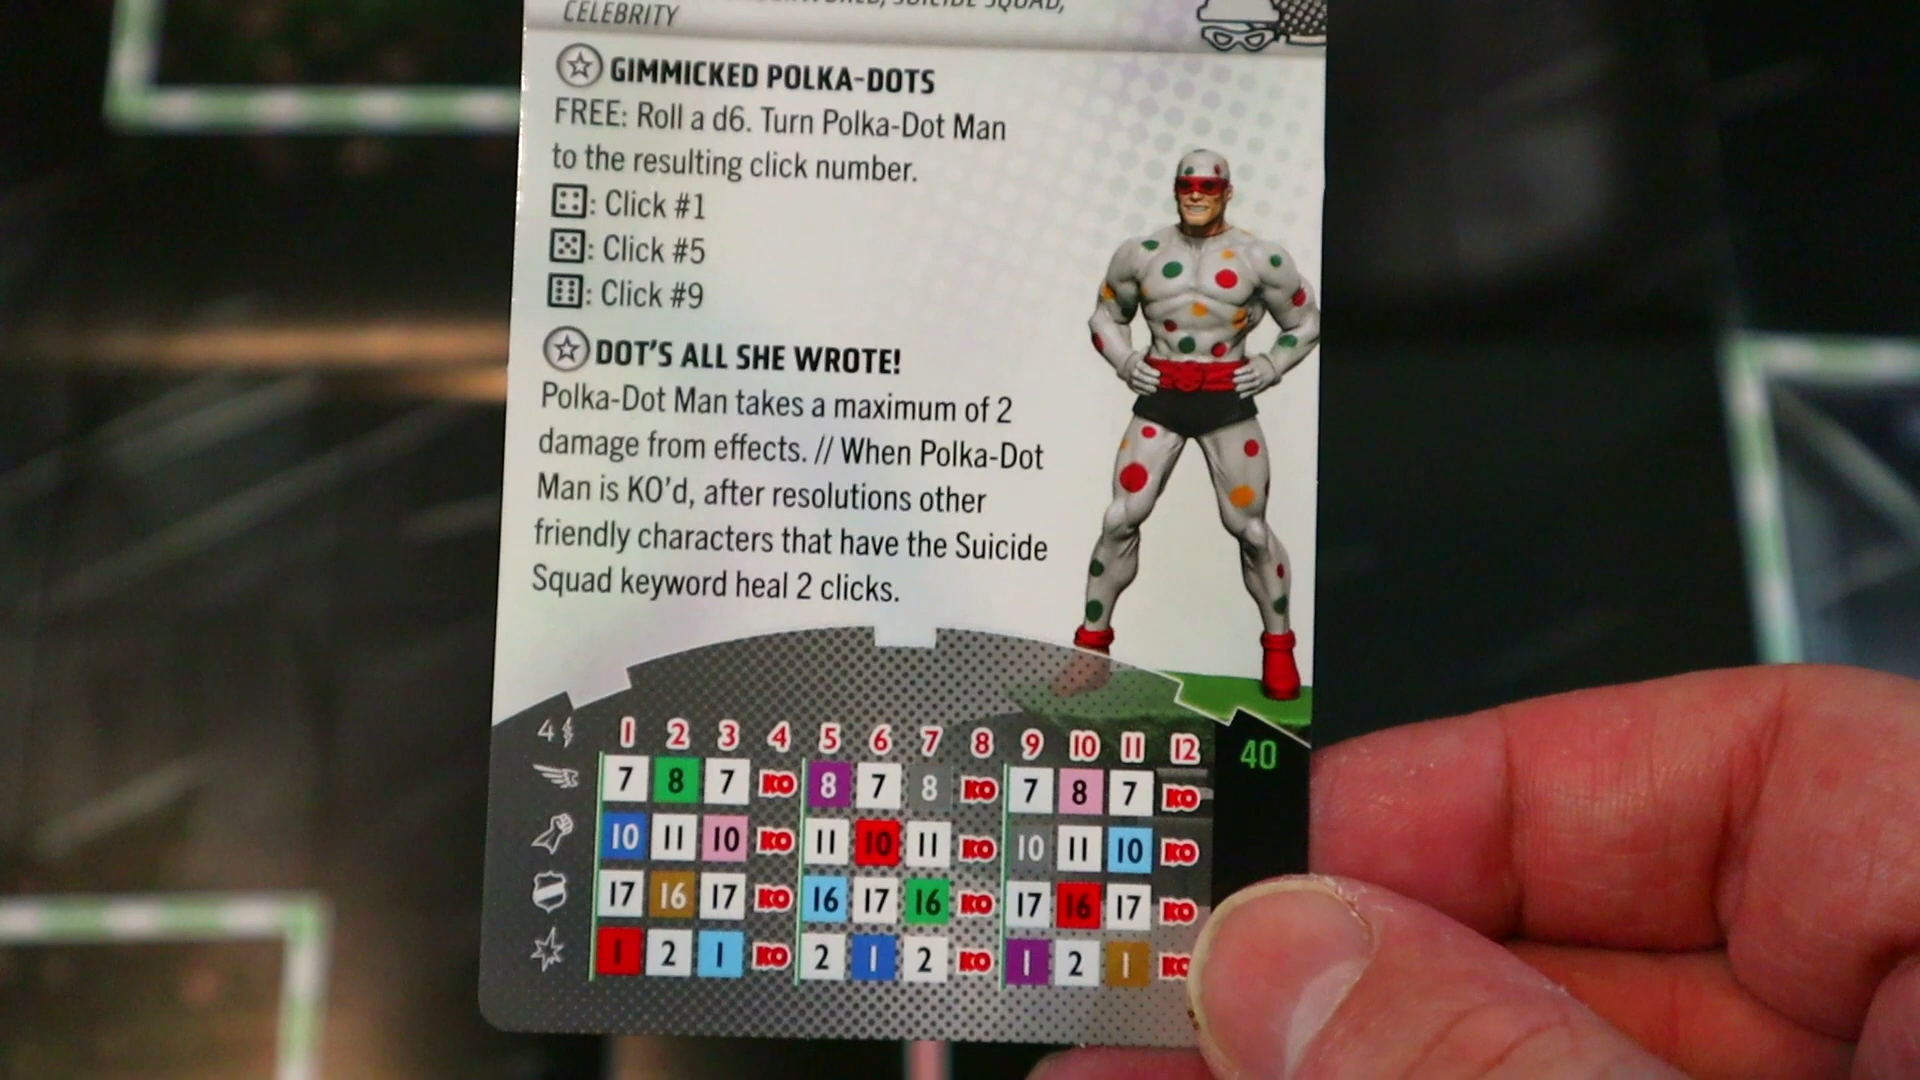 SUICIDE SQUAD,
CELEBRITY
GIMMICKED POLKA-DOTS
FREE: Roll a d6. Turn Polka-Dot Man
to the resulting click number.
: Click #1
: Click #5
: Click #9
DOT'S ALL SHE WROTE!
Polka-Dot Man takes a maximum of 2
damage from effects. // When Polka-Dot
Man is KO'd, after resolutions other
friendly characters that have the Suicide
Squad keyword heal 2 clicks.
4 1 2 3 4 5 6 7 8 9 10 11 12 40
7 8 7 KO 8 7 8 KO 7 8 7 KO
10 11 10 KO 11 10 11 KO 10 11 10 KO
17 16 17 KO 16 17 16 KO 17 16 17 KO
1 2 1 KO 2 1 2 KO 1 2 1 KO